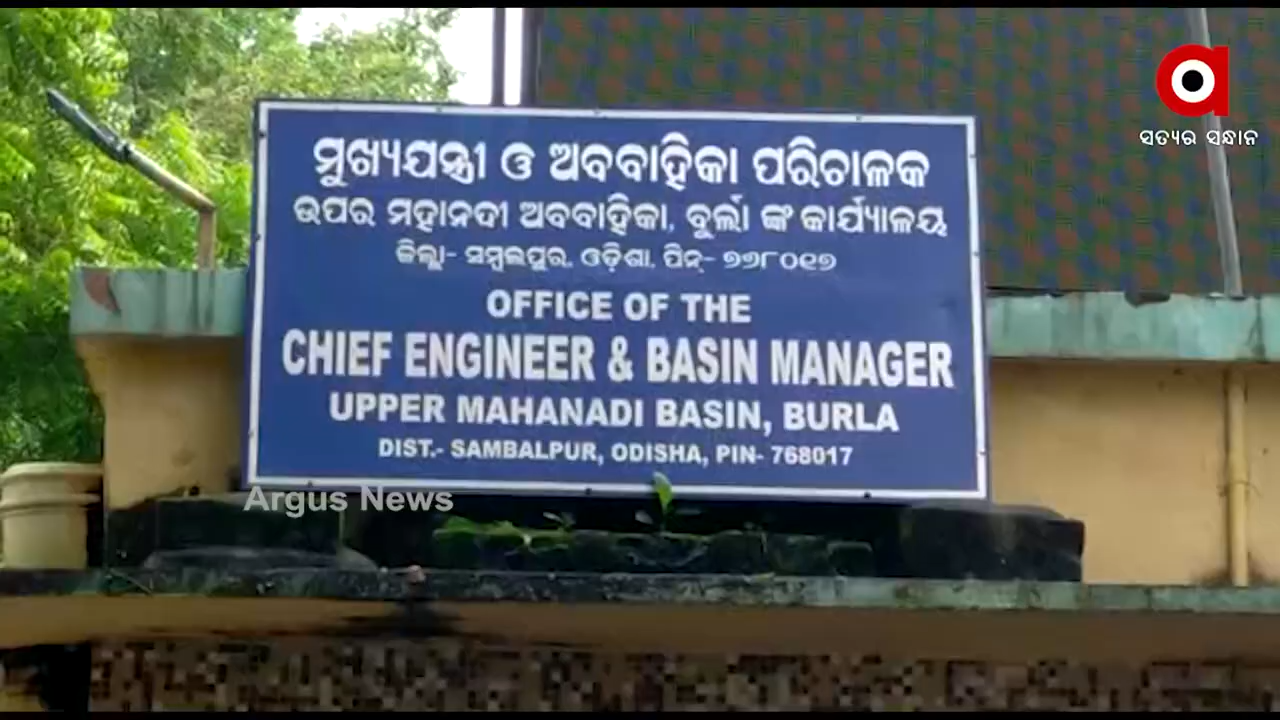 ସତ୍ୟର ସନ୍ଧାନ
ମୁଖ୍ୟଯନ୍ତ୍ରୀ ଓ ଅବବାହିକା ପରିଚାଳକ
ଉପର ମହାନଦୀ ଅବବାହିକା, ବୁର୍ଲା ଙ୍କ କାର୍ଯ୍ୟାଳୟ
ଜିଲ୍ଲା- ସମ୍ବଲପୁର, ଓଡ଼ିଶା, ପିନ୍- ୭୬୮୦୧୭
OFFICE OF THE
CHIEF ENGINEER & BASIN MANAGER
UPPER MAHANADI BASIN, BURLA
DIST.- SAMBALPUR, ODISHA, PIN- 768017
Argus News